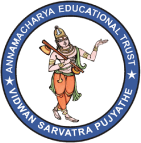 ANNAMACHARYA EDUCATIONAL TRUST
VIDWAN SARVATRA PUJYATHE